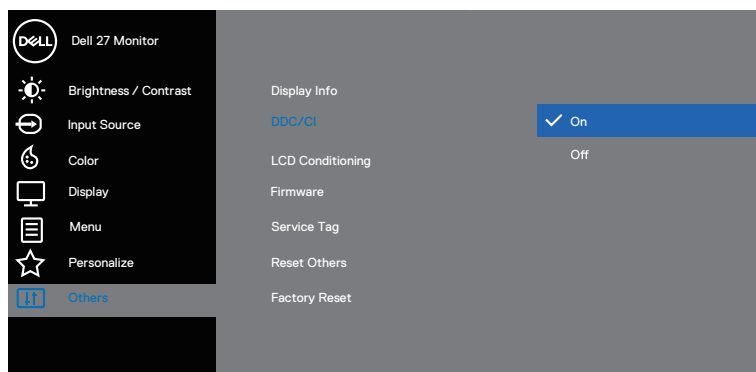 DELL
Dell 27 Monitor
Brightness / Contrast
Input Source
Color
Display
Menu
Personalize
Others
Display Info
DDC/CI
LCD Conditioning
Firmware
Service Tag
Reset Others
Factory Reset
On
Off